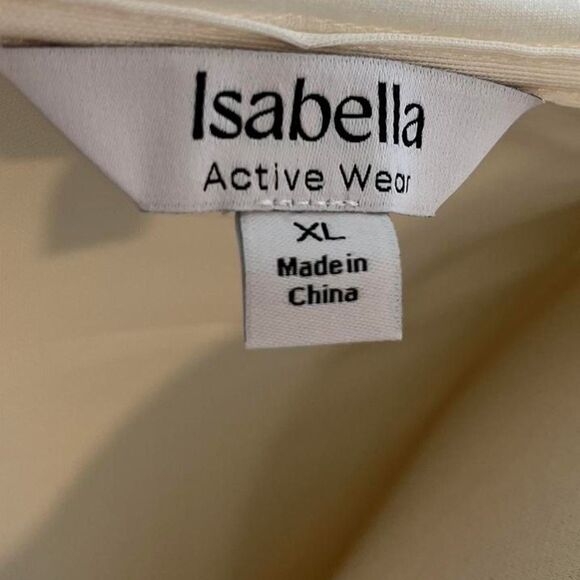 Isabella
Active Wear
XL
Made in
China